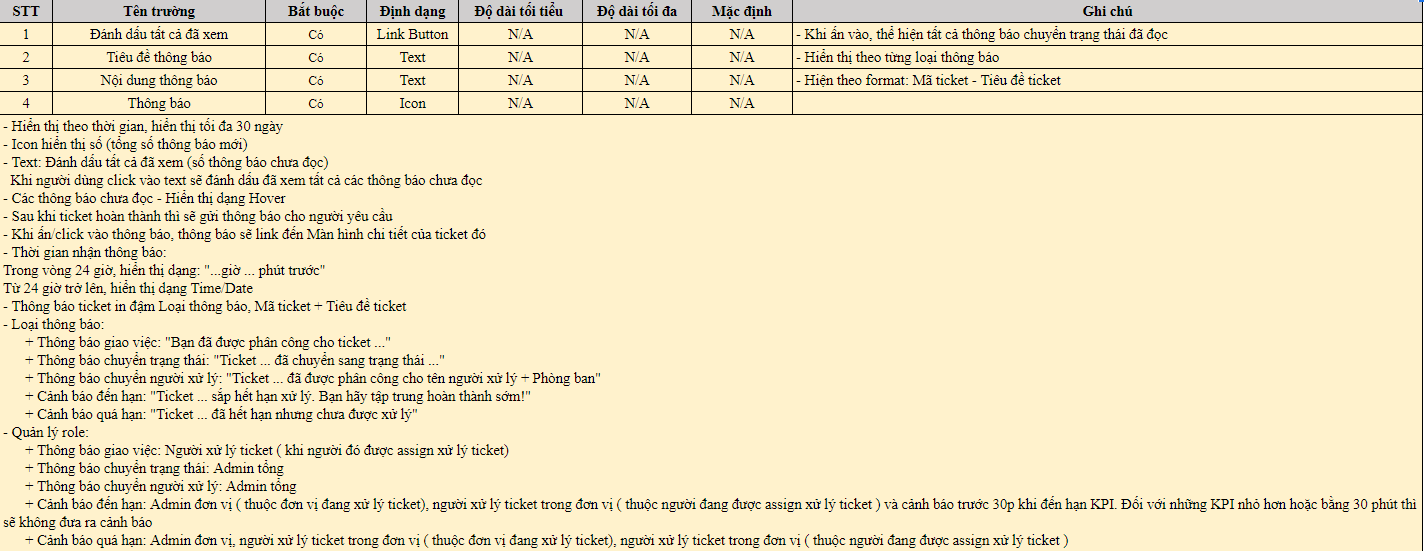 STT Tên trường Bắt buộc Định dạng Độ dài tối tiểu Độ dài tối đa Mặc định Ghi chú
1 Đánh dấu tất cả đã xem Có Link Button N/A N/A N/A - Khi ấn vào, thể hiện tất cả thông báo chuyển trạng thái đã đọc
2 Tiêu đề thông báo Có Text N/A N/A N/A - Hiển thị theo từng loại thông báo
3 Nội dung thông báo Có Text N/A N/A N/A - Hiện theo format: Mã ticket - Tiêu đề ticket
4 Thông báo Có Icon N/A N/A N/A
- Hiển thị theo thời gian, hiển thị tối đa 30 ngày
- Icon hiển thị số (tổng số thông báo mới)
- Text: Đánh dấu tất cả đã xem (số thông báo chưa đọc)
Khi người dùng click vào text sẽ đánh dấu đã xem tất cả các thông báo chưa đọc
- Các thông báo chưa đọc - Hiển thị dạng Hover
- Sau khi ticket hoàn thành thì sẽ gửi thông báo cho người yêu cầu
- Khi ấn/click vào thông báo, thông báo sẽ link đến Màn hình chi tiết của ticket đó
- Thời gian nhận thông báo:
Trong vòng 24 giờ, hiển thị dạng: "...giờ ... phút trước"
Từ 24 giờ trở lên, hiển thị dạng Time/Date
- Thông báo ticket in đậm Loại thông báo, Mã ticket + Tiêu đề ticket
- Loại thông báo:
+ Thông báo giao việc: "Bạn đã được phân công cho ticket ..."
+ Thông báo chuyển trạng thái: "Ticket ... đã chuyển sang trạng thái ..."
+ Thông báo chuyển người xử lý: "Ticket ... đã được phân công cho tên người xử lý + Phòng ban"
+ Cảnh báo đến hạn: "Ticket ... sắp hết hạn xử lý. Bạn hãy tập trung hoàn thành sớm!"
+ Cảnh báo quá hạn: "Ticket ... đã hết hạn nhưng chưa được xử lý"
- Quản lý role:
+ Thông báo giao việc: Người xử lý ticket ( khi người đó được assign xử lý ticket)
+ Thông báo chuyển trạng thái: Admin tổng
+ Thông báo chuyển người xử lý: Admin tổng
+ Cảnh báo đến hạn: Admin đơn vị ( thuộc đơn vị đang xử lý ticket), người xử lý ticket trong đơn vị ( thuộc người đang được assign xử lý ticket ) và cảnh báo trước 30p khi đến hạn KPI. Đối với những KPI nhỏ hơn hoặc bằng 30 phút thì
sẽ không đưa ra cảnh báo
+ Cảnh báo quá hạn: Admin đơn vị, người xử lý ticket trong đơn vị ( thuộc đơn vị đang xử lý ticket), người xử lý ticket trong đơn vị ( thuộc người đang được assign xử lý ticket )